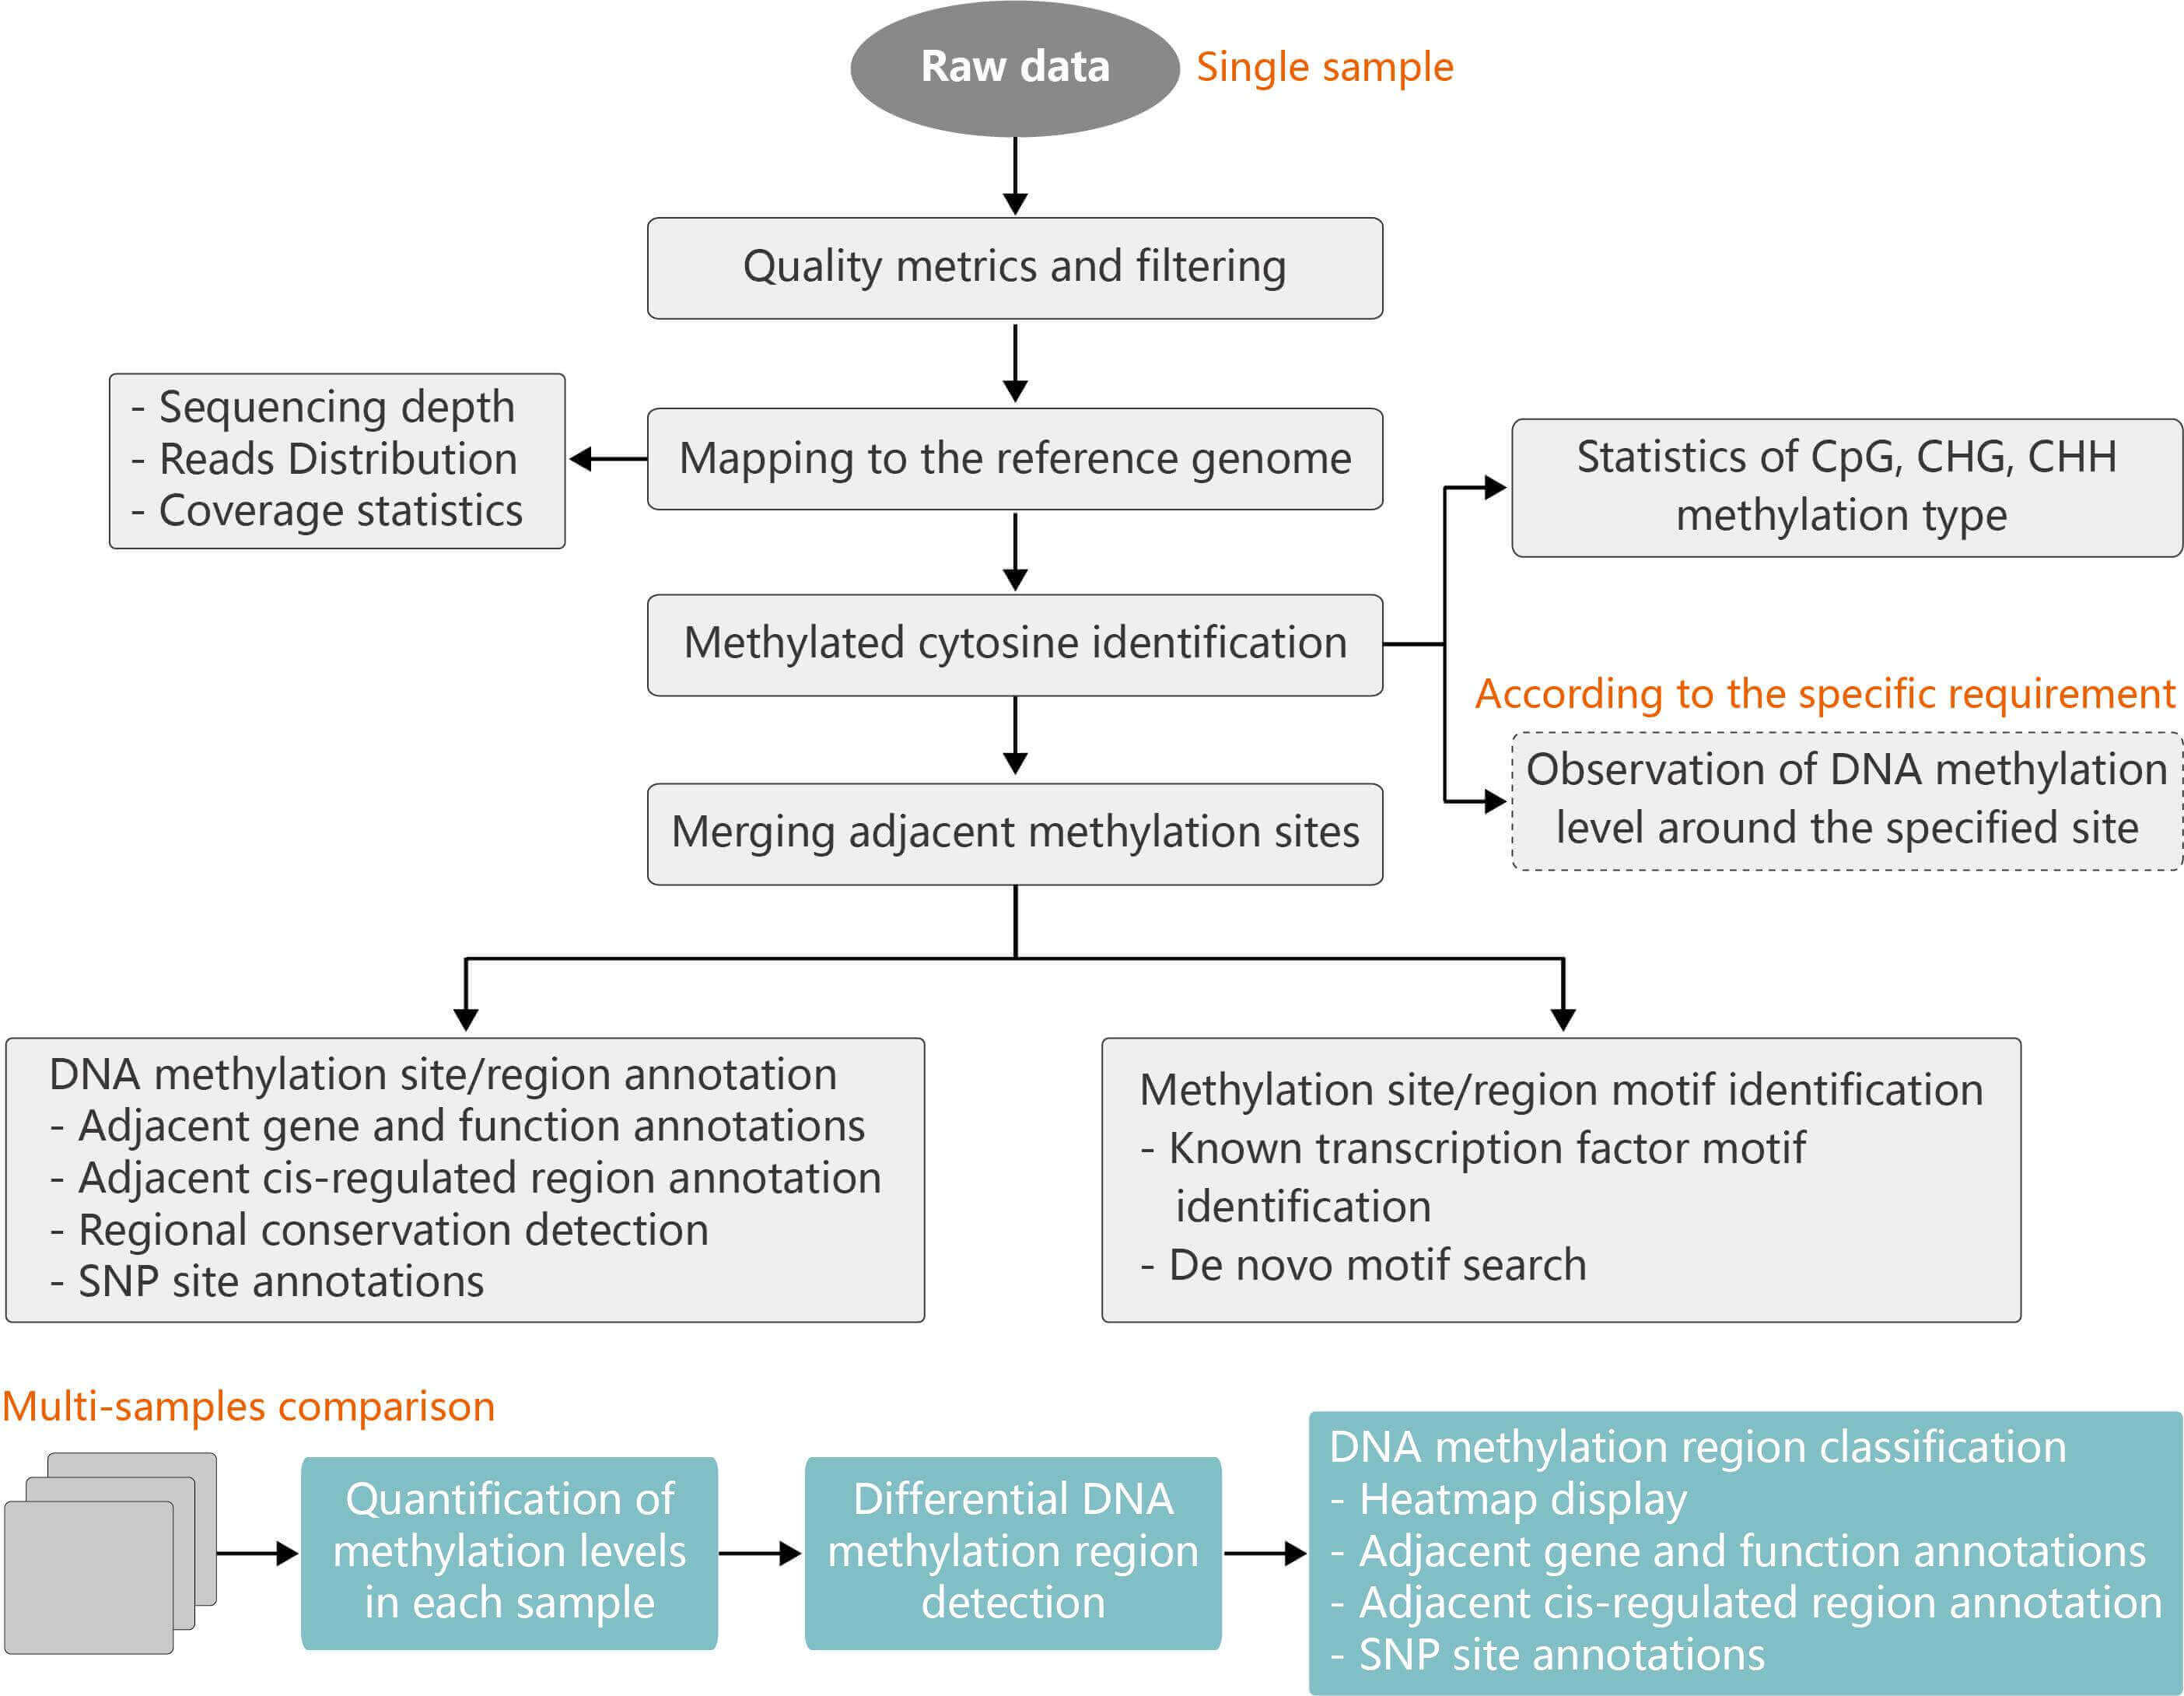 Raw data
Single sample
Quality metrics and filtering
- Sequencing depth
- Reads Distribution
- Coverage statistics
Mapping to the reference genome
Statistics of CpG, CHG, CHH
methylation type
Methylated cytosine identification
According to the specific requirement
Observation of DNA methylation
level around the specified site
Merging adjacent methylation sites
DNA methylation site/region annotation
- Adjacent gene and function annotations
- Adjacent cis-regulated region annotation
- Regional conservation detection
- SNP site annotations
Methylation site/region motif identification
- Known transcription factor motif
identification
- De novo motif search
Multi-samples comparison
Quantification of
methylation levels
in each sample
Differential DNA
methylation region
detection
DNA methylation region classification
- Heatmap display
- Adjacent gene and function annotations
- Adjacent cis-regulated region annotation
- SNP site annotations